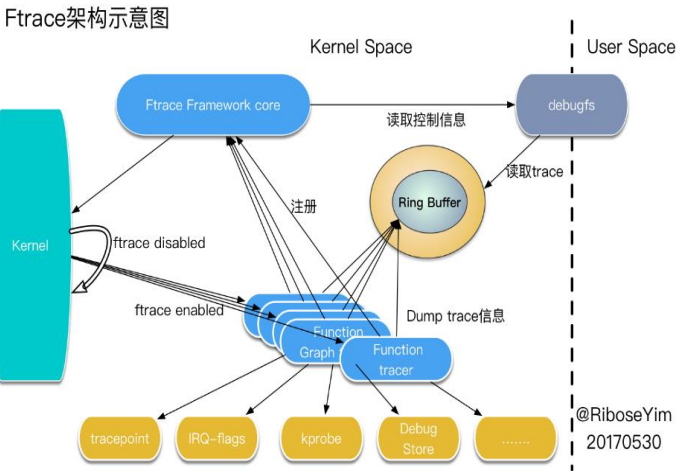 Ftrace架构示意图
Kernel Space
User Space
Ftrace Framework core
debugfs
读取控制信息
读取trace
Ring Buffer
注册
Kernel
ftrace disabled
ftrace enabled
Dump trace信息
Function
Graph
Function
tracer
tracepoint
IRQ-flags
kprobe
Debug
Store
.......
@RiboseYim
20170530